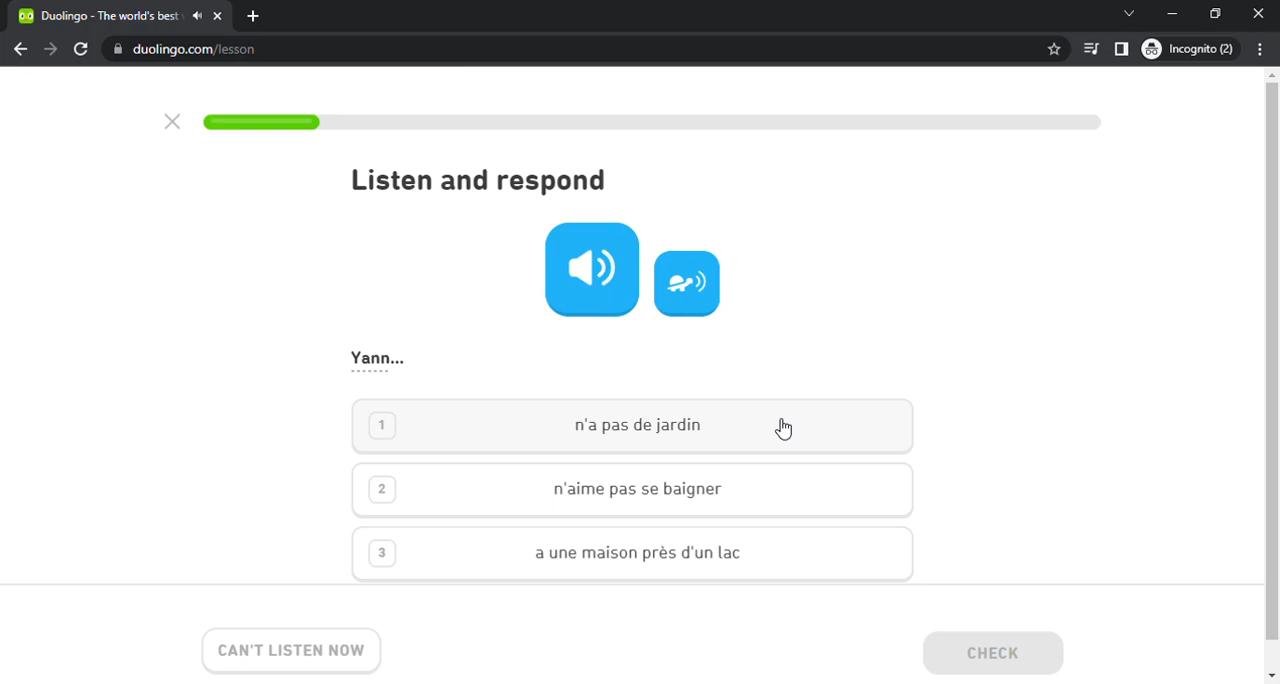 Duolingo - The world's best
duolingo.com/lesson
Incognito (2)
Listen and respond
Yann...
1 n'a pas de jardin
2 n'aime pas se baigner
3 a une maison près d'un lac
CAN'T LISTEN NOW CHECK